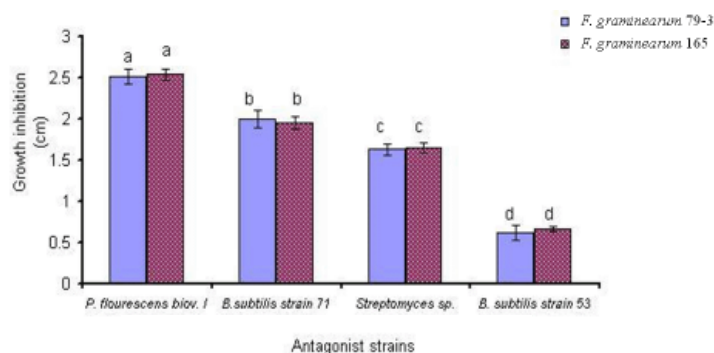 F. graminearum 79-3
F. graminearum 165
Growth inhibition
(cm)
3
2.5
2
1.5
1
0.5
0
a a
b b
c c
d d
P. flourescens biov. I B.subtilis strain 71 Streptomyces sp. B. subtilis strain 53
Antagonist strains